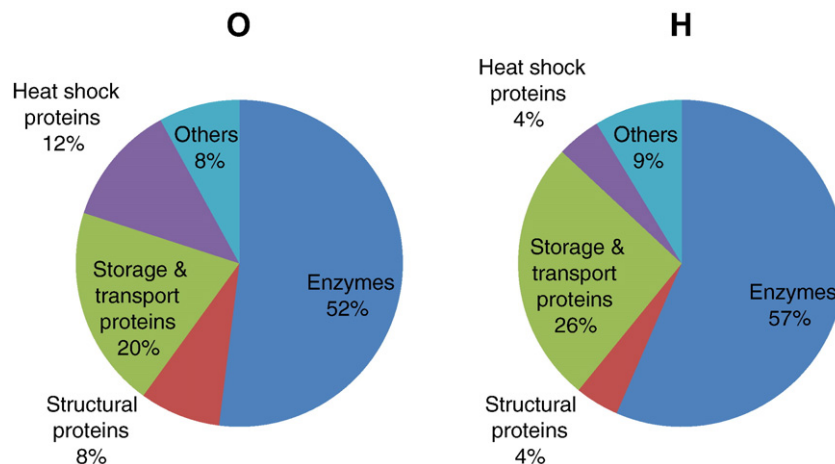 O
Heat shock
proteins
12%
Others
8%
Enzymes
52%
Storage &
transport
proteins
20%
Structural
proteins
8%
H
Heat shock
proteins
4%
Others
9%
Enzymes
57%
Storage &
transport
proteins
26%
Structural
proteins
4%